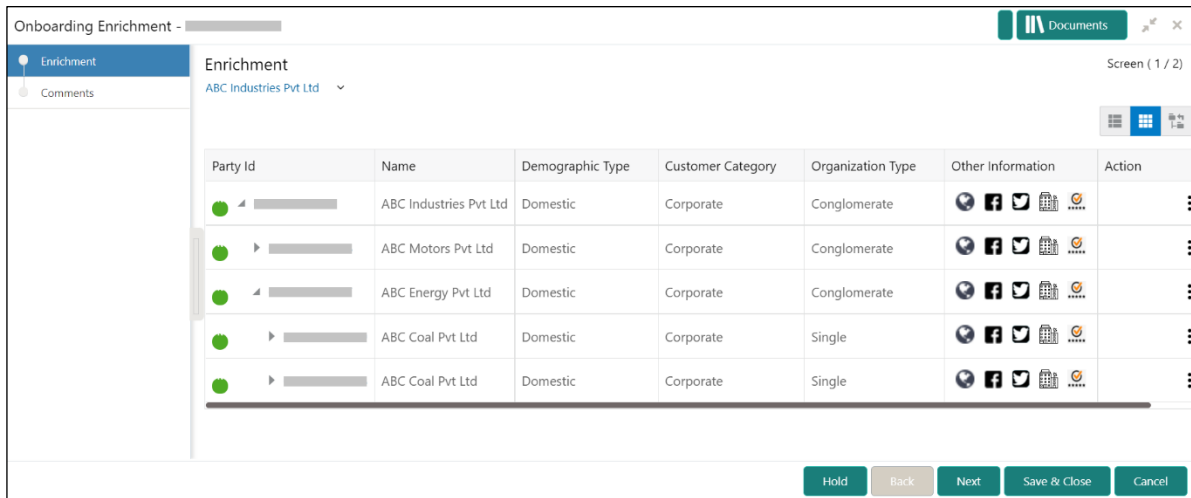 Onboarding Enrichment -
Documents
Enrichment
Comments
Enrichment
Screen ( 1 / 2)
ABC Industries Pvt Ltd
Party Id Name Demographic Type Customer Category Organization Type Other Information Action
ABC Industries Pvt Ltd Domestic Corporate Conglomerate
ABC Motors Pvt Ltd Domestic Corporate Conglomerate
ABC Energy Pvt Ltd Domestic Corporate Conglomerate
ABC Coal Pvt Ltd Domestic Corporate Single
ABC Coal Pvt Ltd Domestic Corporate Single
Hold Back Next Save & Close Cancel